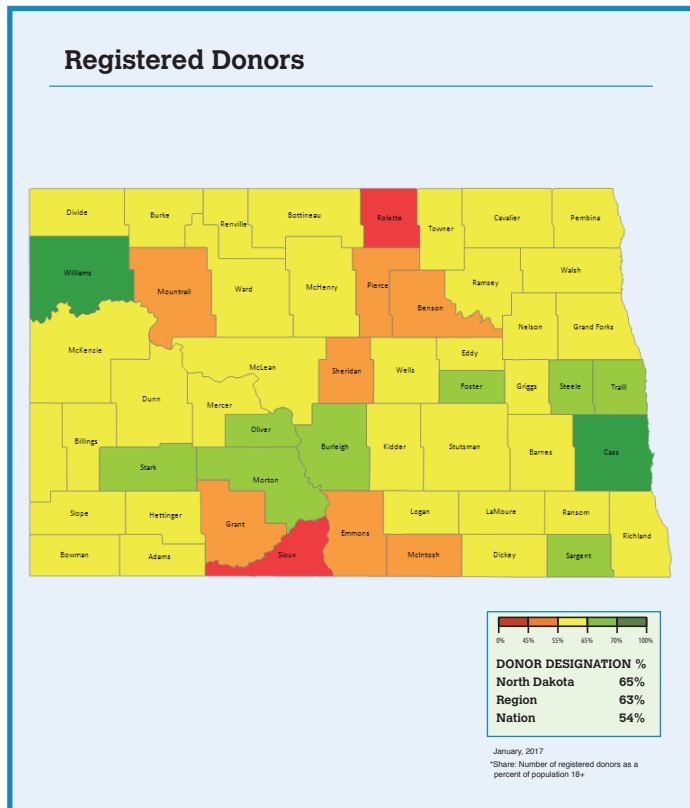 Registered Donors
Divide
Burke
Renville
Bottineau
Rolette
Towner
Cavalier
Pembina
Williams
Mountrail
Ward
McHenry
Pierce
Benson
Ramsey
Walsh
Nelson
Grand Forks
McKenzie
McLean
Sheridan
Wells
Eddy
Foster
Griggs
Steele
Traill
Dunn
Mercer
Oliver
Billings
Stark
Morton
Burleigh
Kidder
Stutsman
Barnes
Cass
Slope
Hettinger
Grant
Emmons
Logan
LaMoure
Ransom
Richland
Bowman
Adams
Sioux
McIntosh
Dickey
Sargent
0% 45% 55% 65% 70% 100%
DONOR DESIGNATION %
North Dakota 65%
Region 63%
Nation 54%
January, 2017
*Share: Number of registered donors as a
percent of population 18+